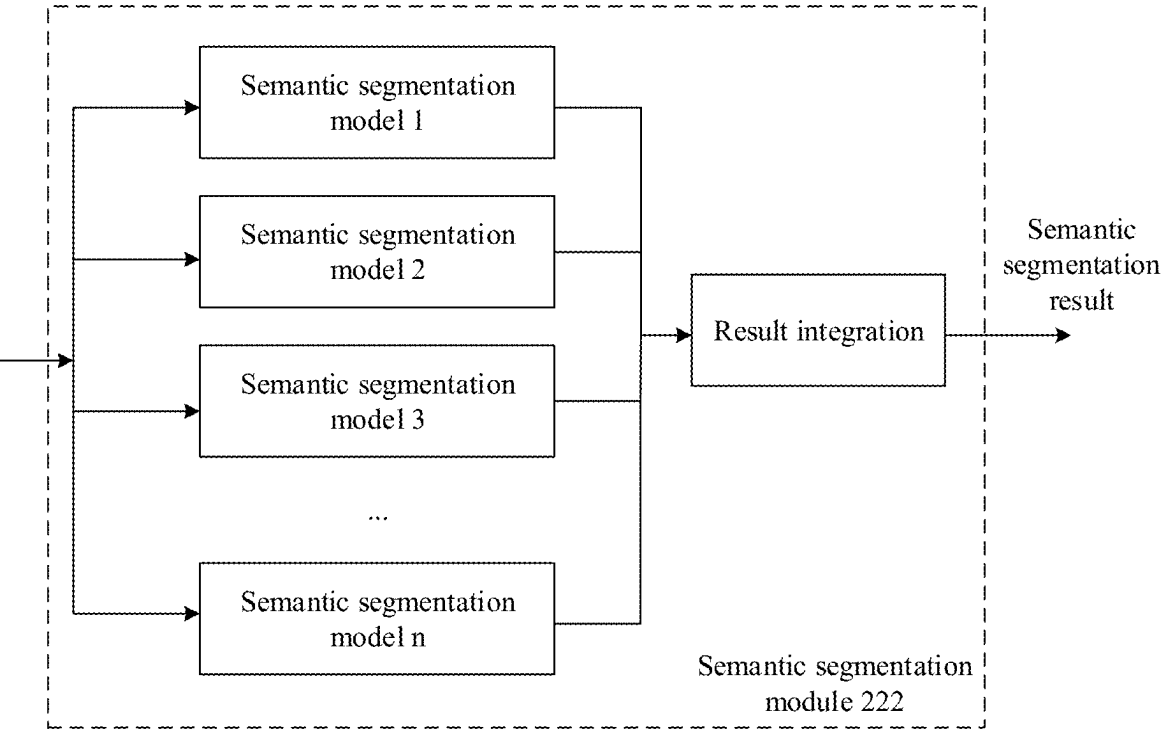 Semantic segmentation
model 1
Semantic segmentation
model 2
Semantic segmentation
model 3
...
Semantic segmentation
model n
Result integration
Semantic
segmentation
result
Semantic segmentation
module 222